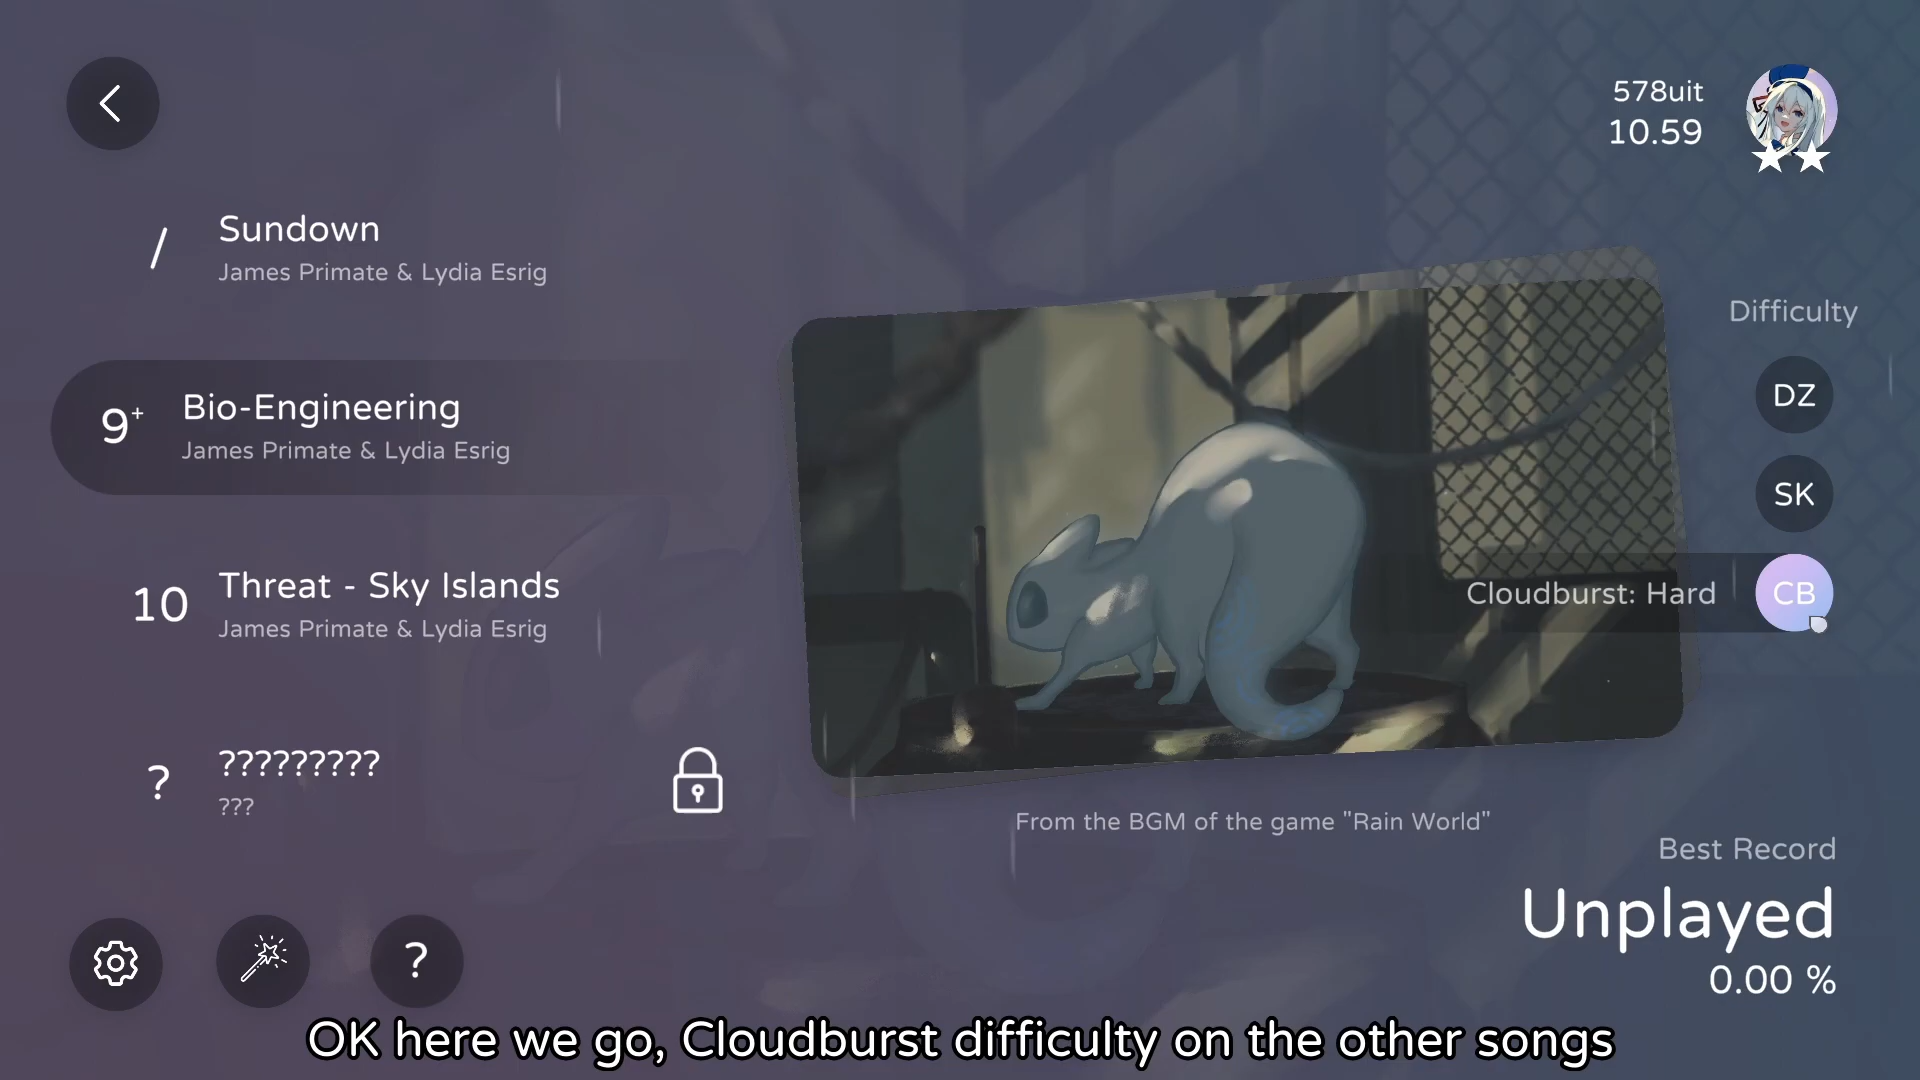 578uit
10.59
/
Sundown
James Primate & Lydia Esrig
9+
Bio-Engineering
James Primate & Lydia Esrig
10
Threat - Sky Islands
James Primate & Lydia Esrig
?
?????????
???
Difficulty
DZ
SK
Cloudburst: Hard
CB
From the BGM of the game "Rain World"
Best Record
Unplayed
0.00 %
?
OK here we go, Cloudburst difficulty on the other songs